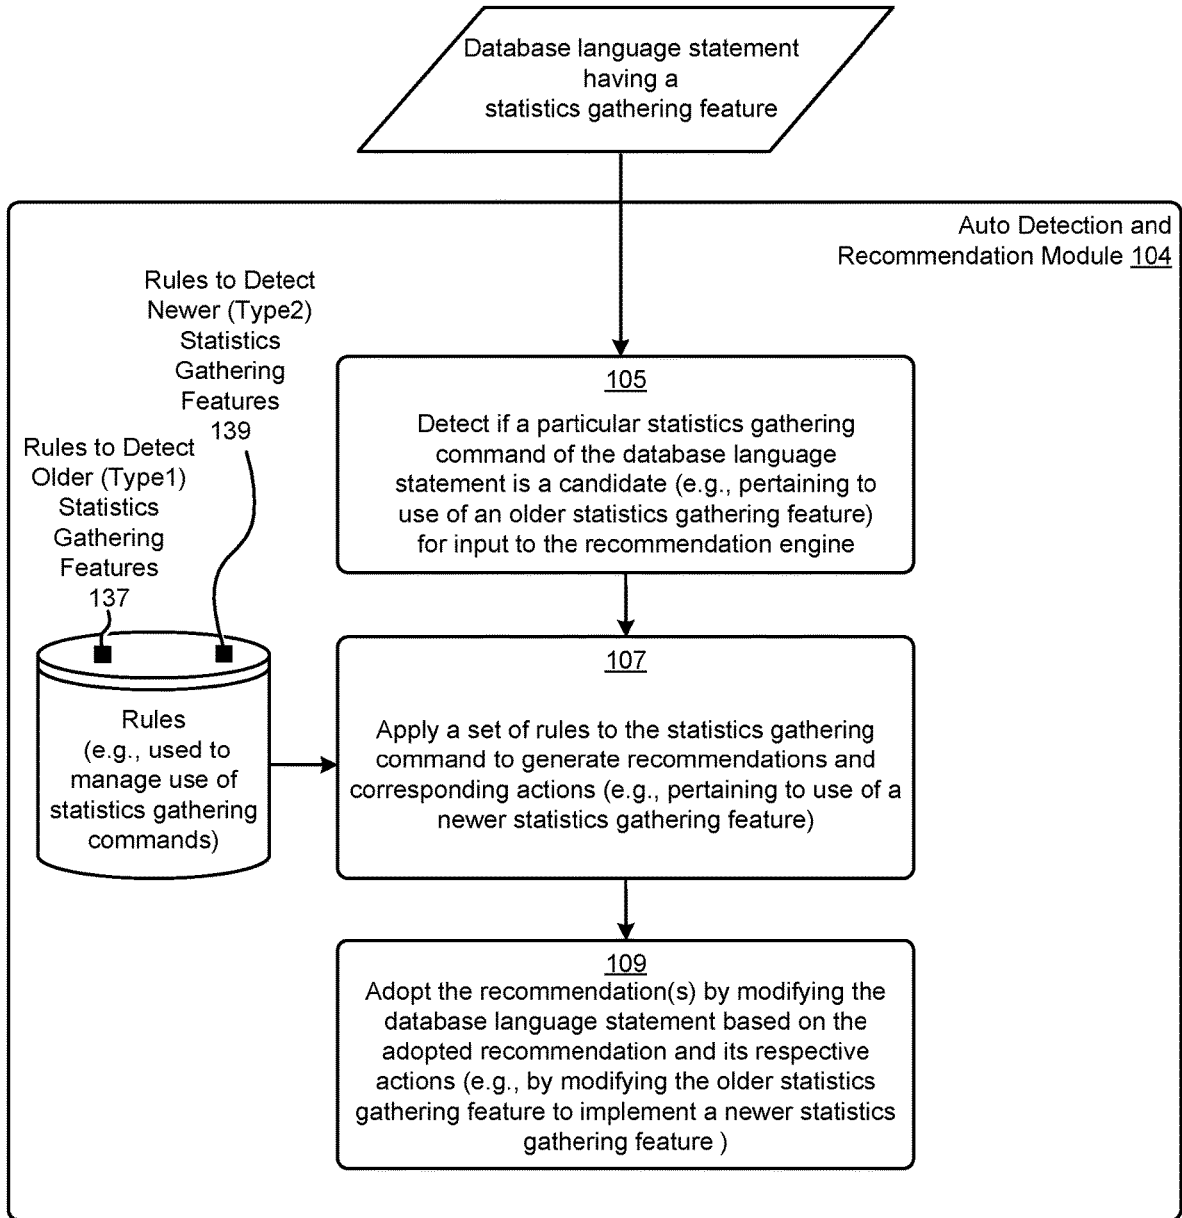 Database language statement
having a
statistics gathering feature
Auto Detection and
Recommendation Module 104
Rules to Detect
Newer (Type2)
Statistics
Gathering
Features
139
Rules to Detect
Older (Type1)
Statistics
Gathering
Features
137
Rules
(e.g., used to
manage use of
statistics gathering
commands)
105
Detect if a particular statistics gathering
command of the database language
statement is a candidate (e.g., pertaining to
use of an older statistics gathering feature)
for input to the recommendation engine
107
Apply a set of rules to the statistics gathering
command to generate recommendations and
corresponding actions (e.g., pertaining to use of a
newer statistics gathering feature)
109
Adopt the recommendation(s) by modifying the
database language statement based on the
adopted recommendation and its respective
actions (e.g., by modifying the older statistics
gathering feature to implement a newer statistics
gathering feature )